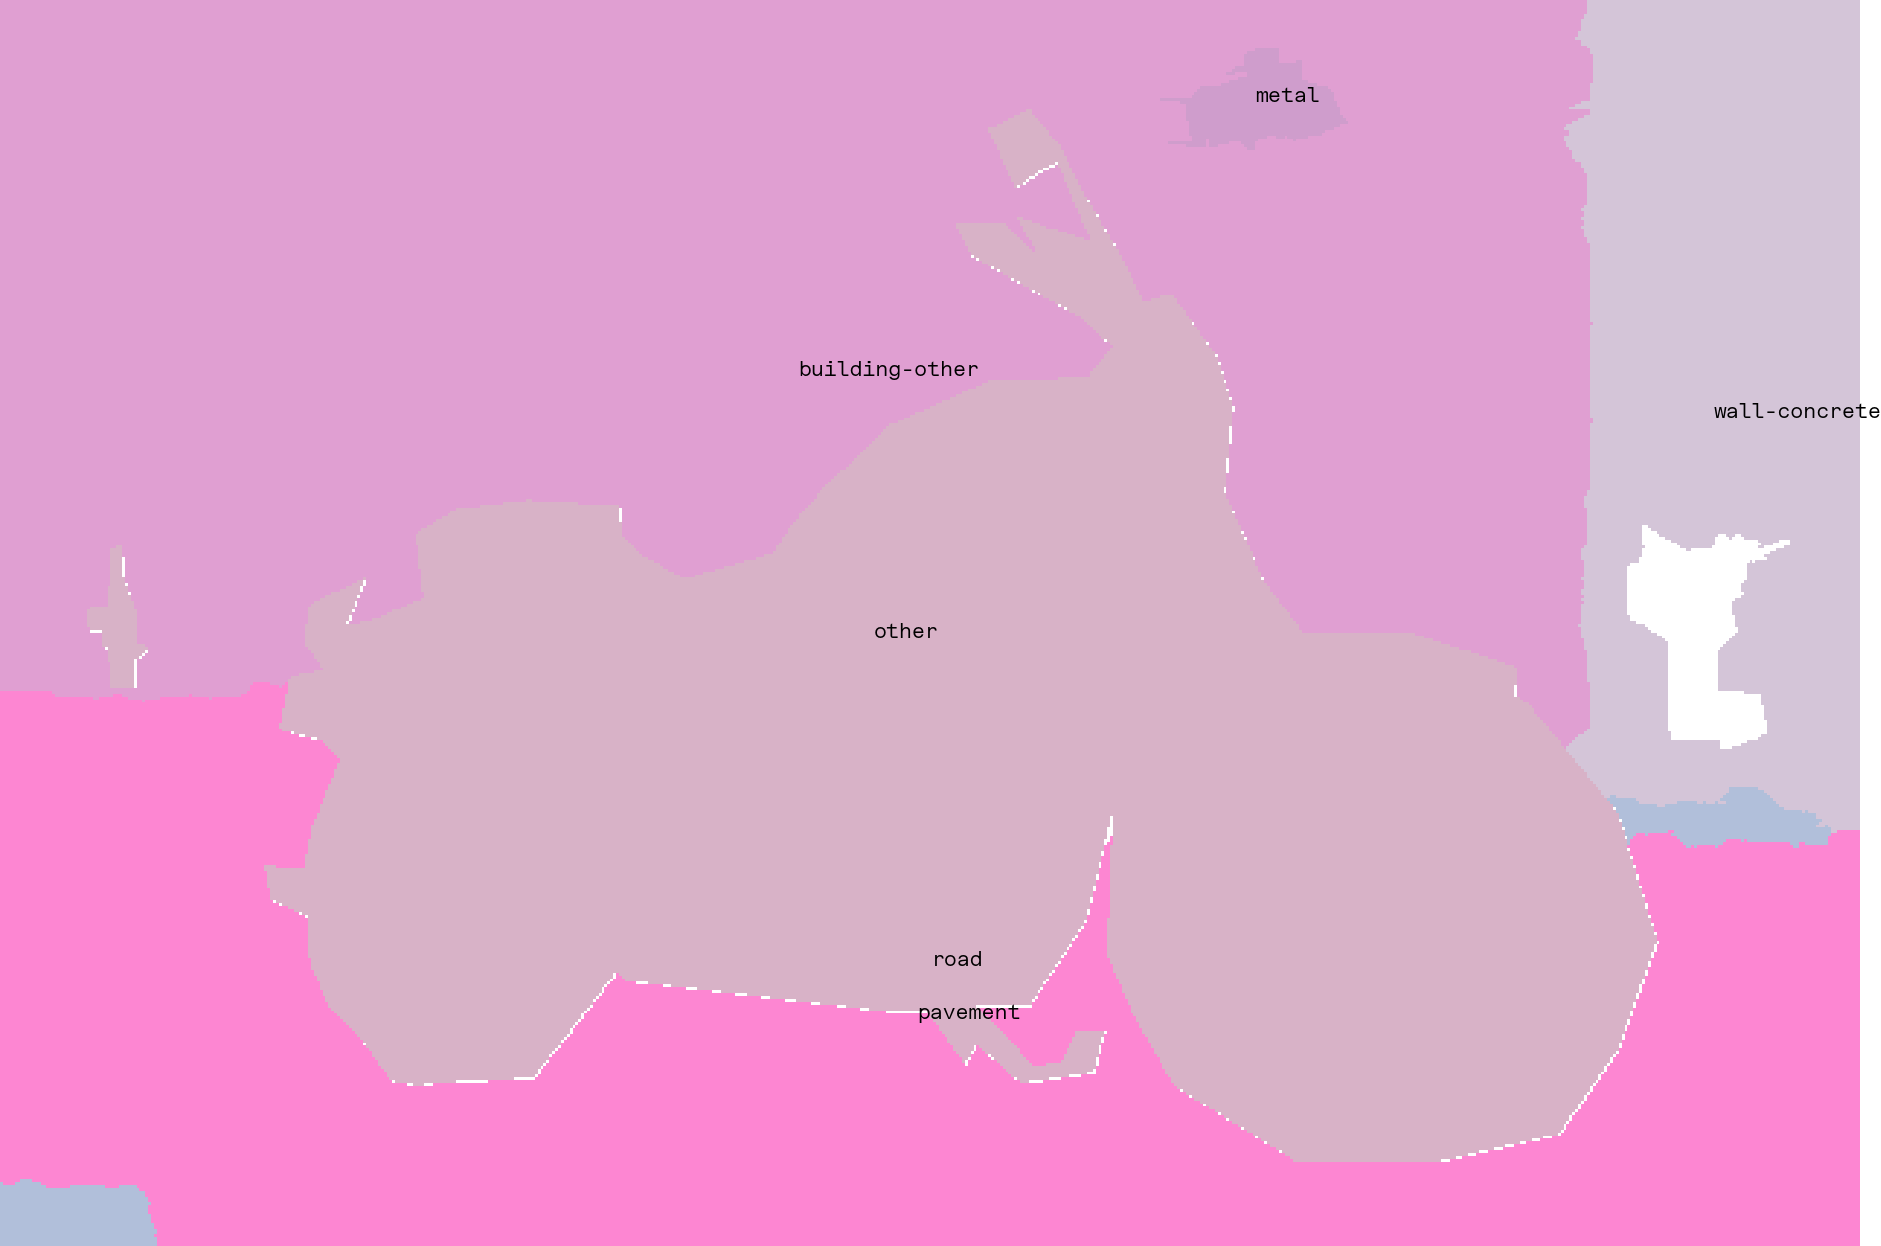 metal
building-other
wall-concrete
other
road
pavement